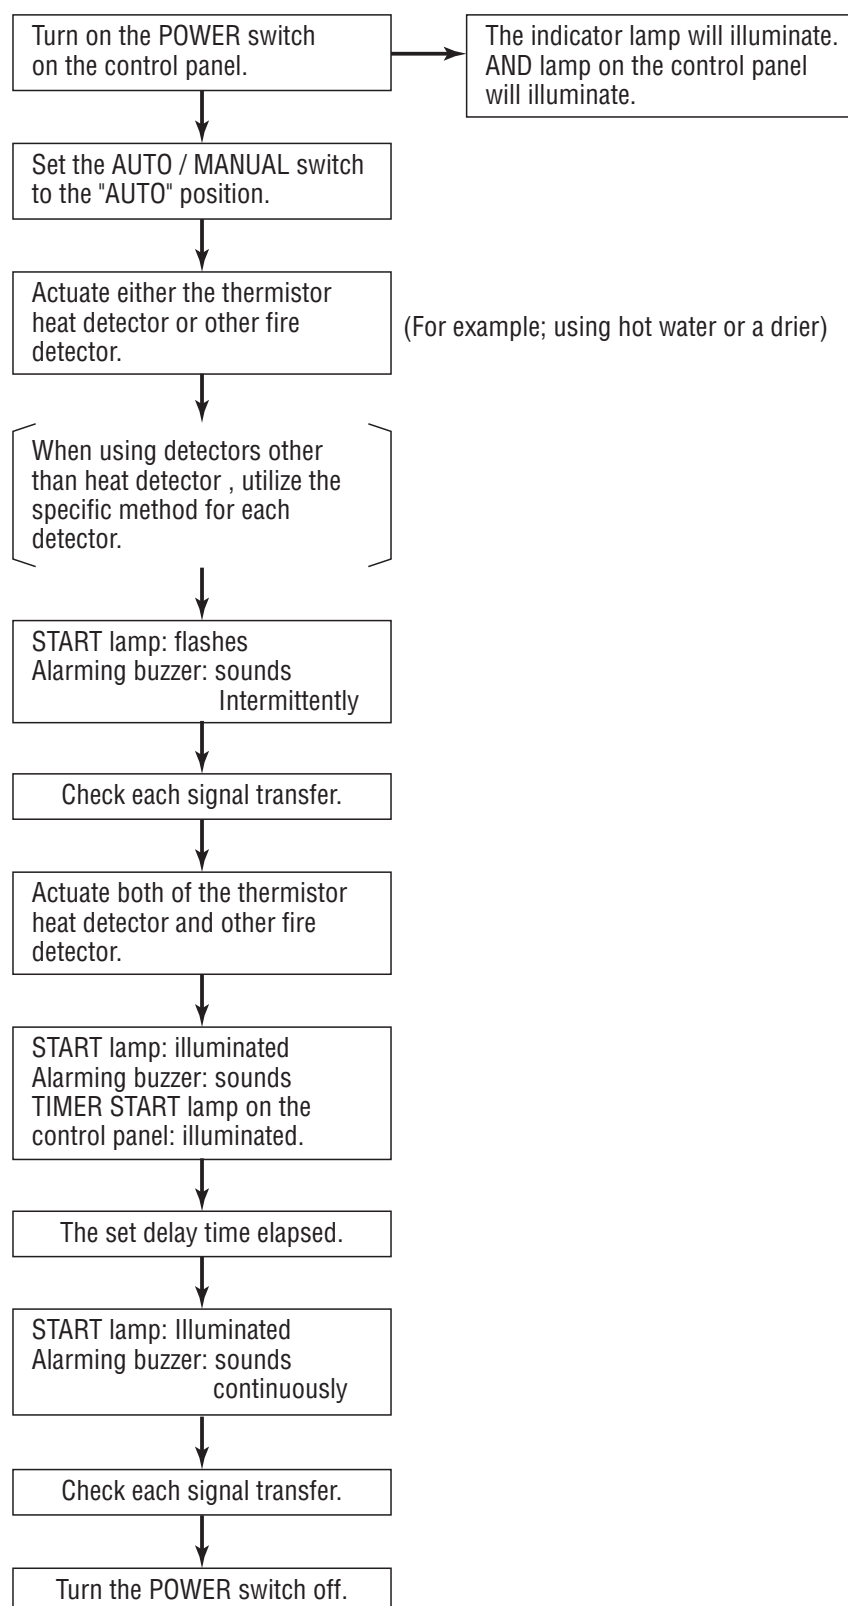 Turn on the POWER switch
on the control panel.
The indicator lamp will illuminate.
AND lamp on the control panel
will illuminate.
Set the AUTO / MANUAL switch
to the "AUTO" position.
Actuate either the thermistor
heat detector or other fire
detector.
(For example; using hot water or a drier)
When using detectors other
than heat detector , utilize the
specific method for each
detector.
START lamp: flashes
Alarming buzzer: sounds
Intermittently
Check each signal transfer.
Actuate both of the thermistor
heat detector and other fire
detector.
START lamp: illuminated
Alarming buzzer: sounds
TIMER START lamp on the
control panel: illuminated.
The set delay time elapsed.
START lamp: Illuminated
Alarming buzzer: sounds
continuously
Check each signal transfer.
Turn the POWER switch off.